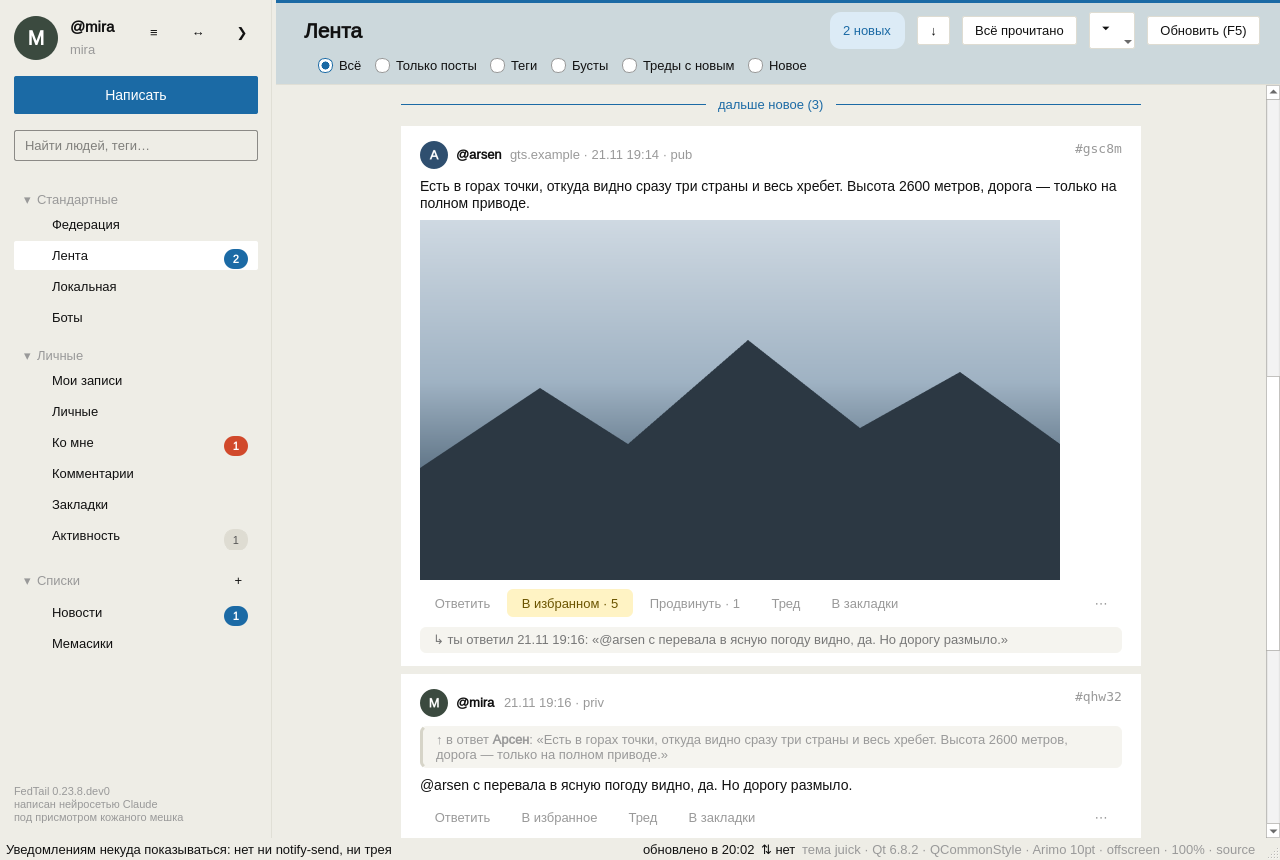 M
@mira
mira
≡ ↔ ❯
Написать
Найти людей, теги…
▾ Стандартные
Федерация
Лента 2
Локальная
Боты
▾ Личные
Мои записи
Личные
Ко мне 1
Комментарии
Закладки
Активность 1
▾ Списки +
Новости 1
Мемасики
FedTail 0.23.8.dev0
написан нейросетью Claude
под присмотром кожаного мешка
Лента
2 новых ↓ Всё прочитано Обновить (F5)
Всё Только посты Теги Бусты Треды с новым Новое
дальше новое (3)
A @arsen gts.example · 21.11 19:14 · pub #gsc8m
Есть в горах точки, откуда видно сразу три страны и весь хребет. Высота 2600 метров, дорога — только на
полном приводе.
Ответить В избранном · 5 Продвинуть · 1 Тред В закладки ···
↳ ты ответил 21.11 19:16: «@arsen с перевала в ясную погоду видно, да. Но дорогу размыло.»
M @mira 21.11 19:16 · priv #qhw32
↑ в ответ Арсен: «Есть в горах точки, откуда видно сразу три страны и весь хребет. Высота 2600 метров,
дорога — только на полном приводе.»
@arsen с перевала в ясную погоду видно, да. Но дорогу размыло.
Ответить В избранное Тред В закладки ···
Уведомлениям некуда показываться: нет ни notify-send, ни трея
обновлено в 20:02 ⇅ нет тема juick · Qt 6.8.2 · QCommonStyle · Arimo 10pt · offscreen · 100% · source